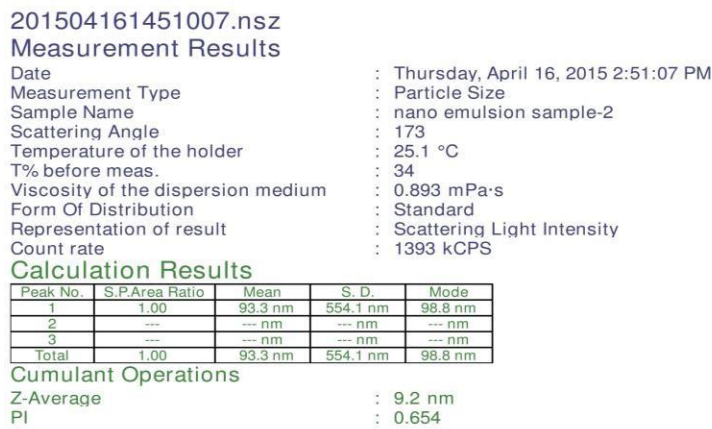 201504161451007.nsz
Measurement Results
Date : Thursday, April 16, 2015 2:51:07 PM
Measurement Type : Particle Size
Sample Name : nano emulsion sample-2
Scattering Angle : 173
Temperature of the holder : 25.1 °C
T% before meas. : 34
Viscosity of the dispersion medium : 0.893 mPa·s
Form Of Distribution : Standard
Representation of result : Scattering Light Intensity
Count rate : 1393 kCPS
Calculation Results
Peak No. S.P.Area Ratio Mean S. D. Mode
1 1.00 93.3 nm 554.1 nm 98.8 nm
2 --- --- nm --- nm --- nm
3 --- --- nm --- nm --- nm
Total 1.00 93.3 nm 554.1 nm 98.8 nm
Cumulant Operations
Z-Average : 9.2 nm
PI : 0.654